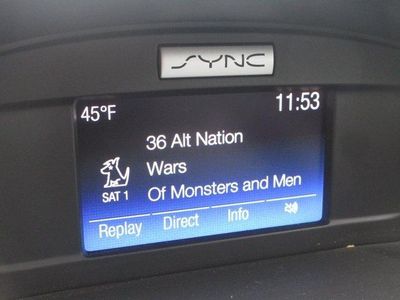 SYNC
45°F 11:53
36 Alt Nation
Wars
SAT 1 Of Monsters and Men
Replay Direct Info